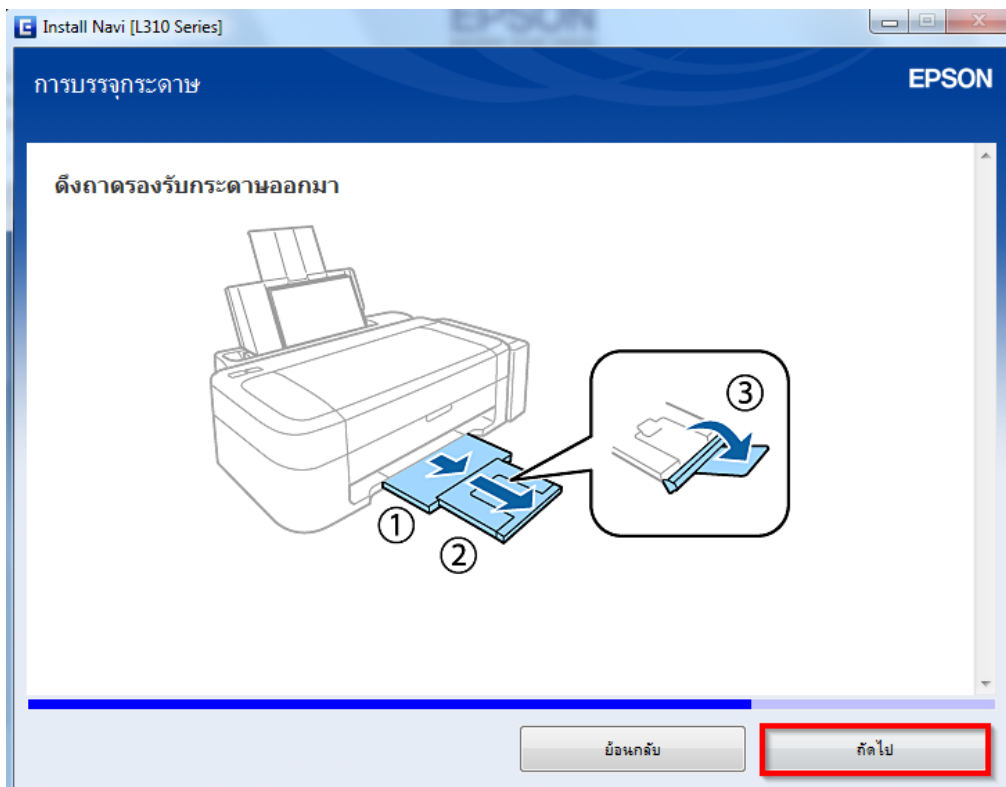 EPSON
Install Navi [L310 Series]
การบรรจุกระดาษ
EPSON
ดึงถาดรองรับกระดาษออกมา
③
①
②
ย้อนกลับ
ถัดไป